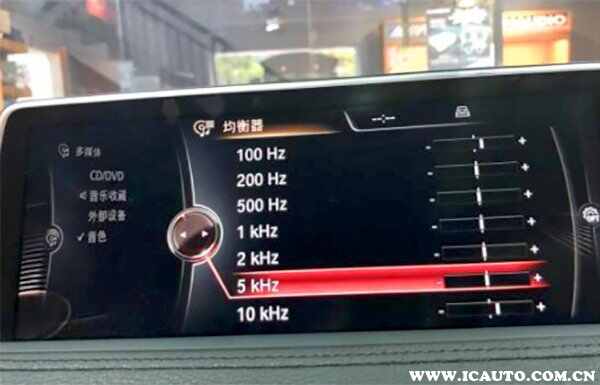 AUDIO
均衡器
多媒体
CD/DVD
音乐收藏
外部设备
✓ 音色
100 Hz
200 Hz
500 Hz
1 kHz
2 kHz
5 kHz
10 kHz
- +
- +
- +
- +
- +
- +
- +
WWW.ICAUTO.COM.CN